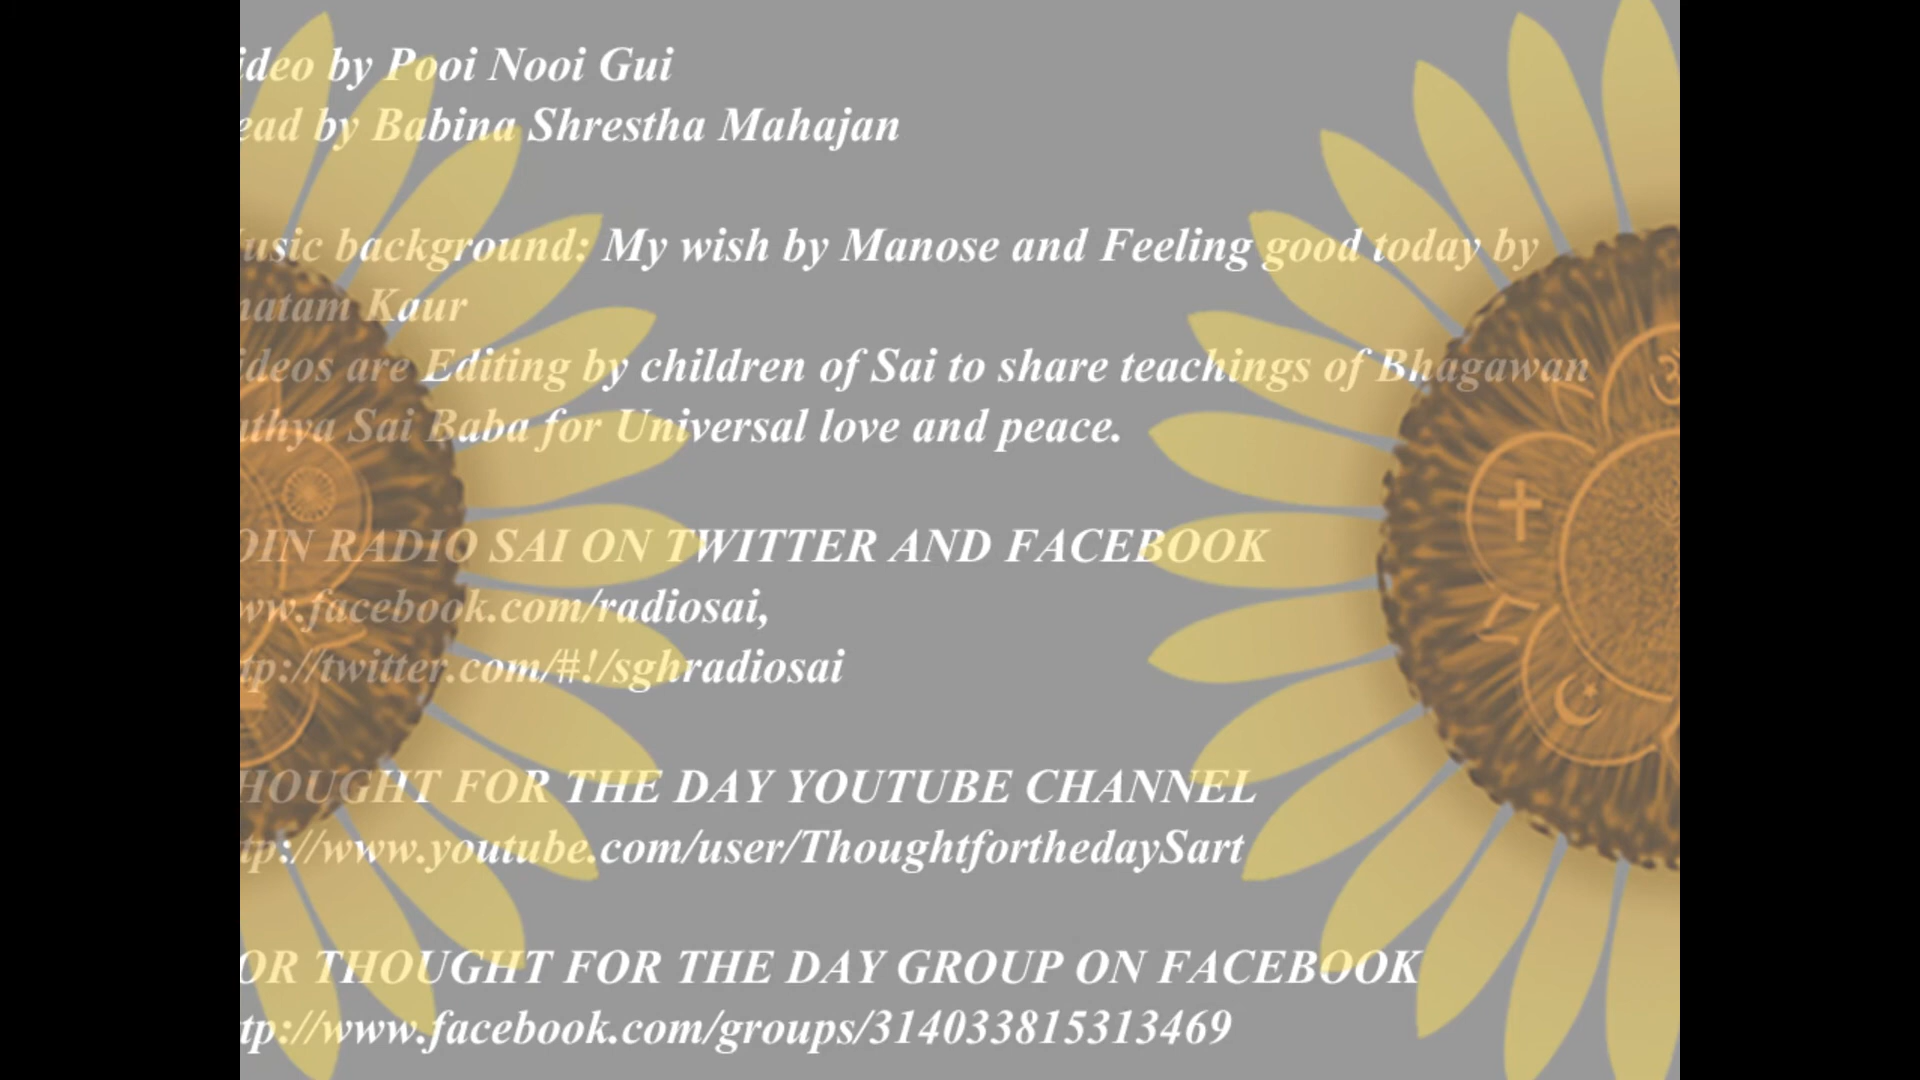 ideo by Pooi Nooi Gui
ead by Babina Shrestha Mahajan
usic background: My wish by Manose and Feeling good today by
natam Kaur
ideos are Editing by children of Sai to share teachings of Bhagawan
athya Sai Baba for Universal love and peace.
OIN RADIO SAI ON TWITTER AND FACEBOOK
ww.facebook.com/radiosai,
tp://twitter.com/#!/sghradiosai
HOUGHT FOR THE DAY YOUTUBE CHANNEL
tp://www.youtube.com/user/ThoughtforthedaySart
OR THOUGHT FOR THE DAY GROUP ON FACEBOOK
tp://www.facebook.com/groups/314033815313469